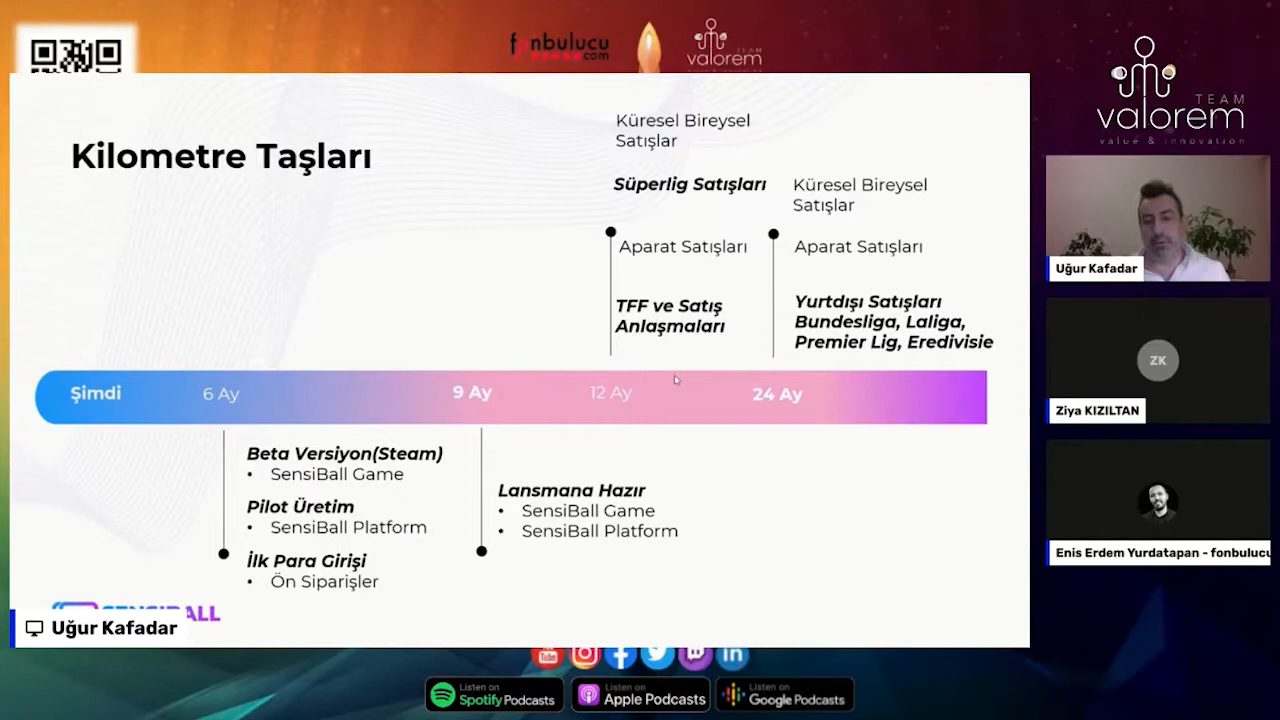 fonbulucu
.com
TEAM
valorem
TEAM
valorem
value & innovation
Kilometre Taşları
Küresel Bireysel
Satışlar
Süperlig Satışları
Aparat Satışları
TFF ve Satış
Anlaşmaları
Küresel Bireysel
Satışlar
Aparat Satışları
Yurtdışı Satışları
Bundesliga, Laliga,
Premier Lig, Eredivisie
Şimdi
6 Ay
9 Ay
12 Ay
24 Ay
Beta Versiyon(Steam)
• SensiBall Game
Pilot Üretim
• SensiBall Platform
İlk Para Girişi
• Ön Siparişler
Lansmana Hazır
• SensiBall Game
• SensiBall Platform
SENSIBALL
Uğur Kafadar
Uğur Kafadar
ZK
Ziya KIZILTAN
Enis Erdem Yurdatapan - fonbulucu
You
in
Listen on
Spotify Podcasts
Listen on
Apple Podcasts
Listen on
Google Podcasts